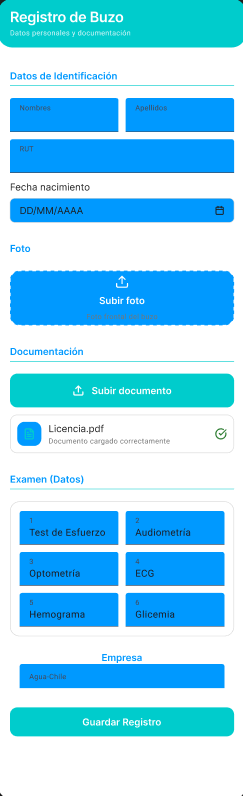 Registro de Buzo
Datos personales y documentación
Datos de Identificación
Nombres
Apellidos
RUT
Fecha nacimiento
DD/MM/AAAA
Foto
Subir foto
Documentación
Subir documento
Licencia.pdf
Documento cargado correctamente
Examen (Datos)
1
Test de Esfuerzo
2
Audiometría
3
Optometría
4
ECG
5
Hemograma
6
Glicemia
Empresa
Agua-Chile
Guardar Registro